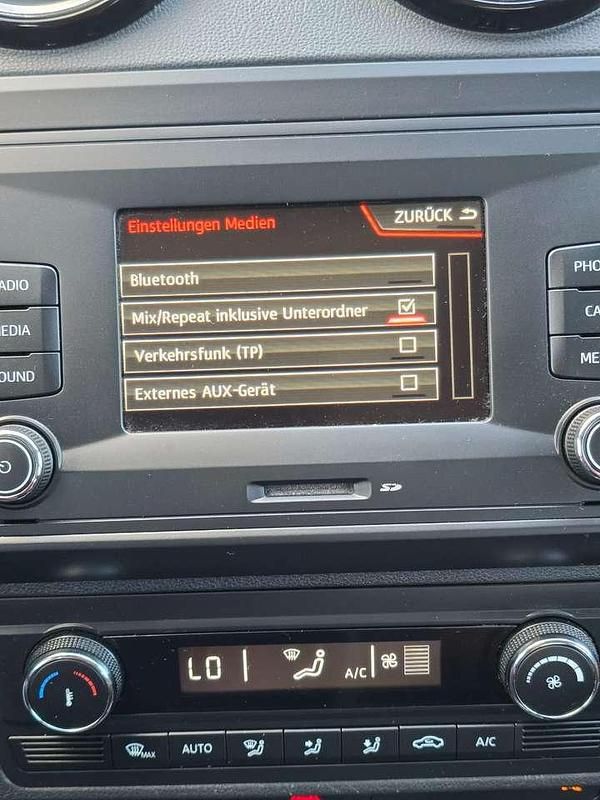 Einstellungen Medien
ZURÜCK
Bluetooth
Mix/Repeat inklusive Unterordner
Verkehrsfunk (TP)
Externes AUX-Gerät
ADIO
EDIA
OUND
PHO
CA
ME
SD
LO
A/C
MAX
AUTO
A/C